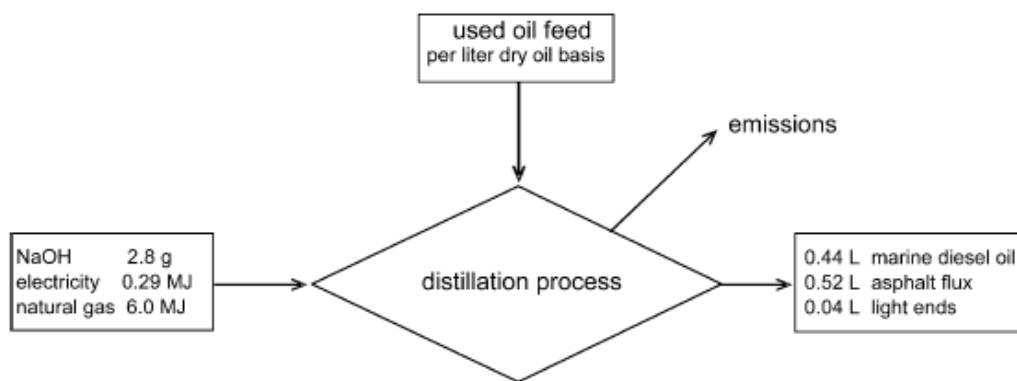 used oil feed
per liter dry oil basis
emissions
NaOH 2.8 g
electricity 0.29 MJ
natural gas 6.0 MJ
distillation process
0.44 L marine diesel oil
0.52 L asphalt flux
0.04 L light ends